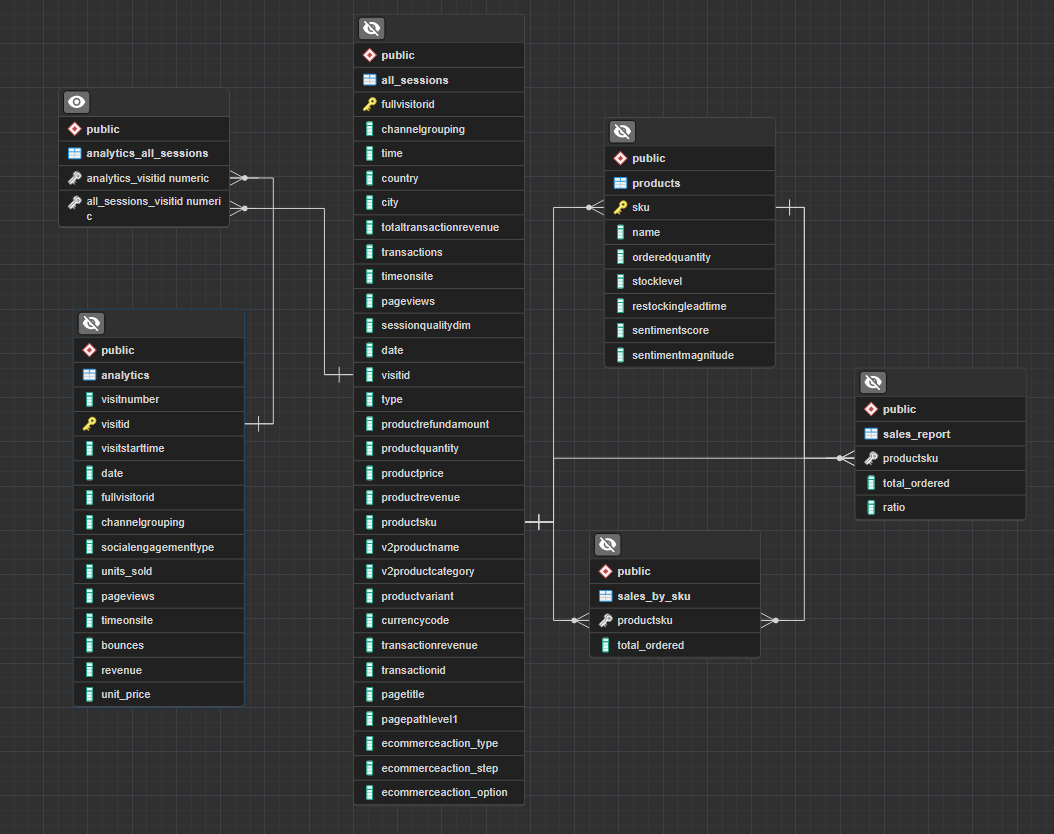 public
analytics_all_sessions
analytics_visitid numeric
all_sessions_visitid numeri
c
public
analytics
visitnumber
visitid
visitstarttime
date
fullvisitorid
channelgrouping
socialengagementtype
units_sold
pageviews
timeonsite
bounces
revenue
unit_price
public
all_sessions
fullvisitorid
channelgrouping
time
country
city
totaltransactionrevenue
transactions
timeonsite
pageviews
sessionqualitydim
date
visitid
type
productrefundamount
productquantity
productprice
productrevenue
productsku
v2productname
v2productcategory
productvariant
currencycode
transactionrevenue
transactionid
pagetitle
pagepathlevel1
ecommerceaction_type
ecommerceaction_step
ecommerceaction_option
public
products
sku
name
orderedquantity
stocklevel
restockingleadtime
sentimentscore
sentimentmagnitude
public
sales_by_sku
productsku
total_ordered
public
sales_report
productsku
total_ordered
ratio